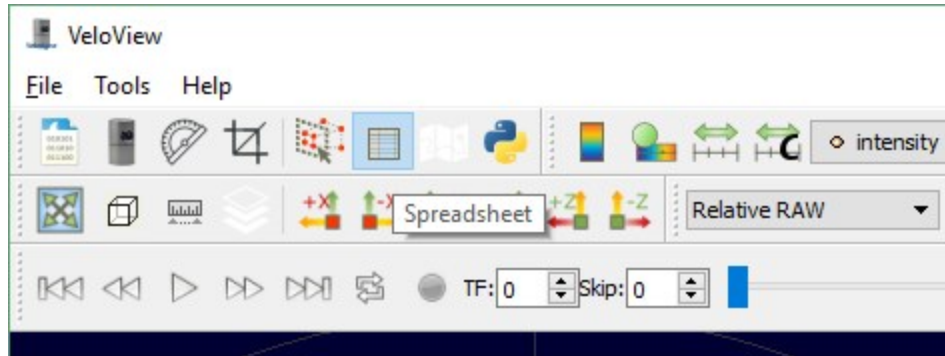 VeloView
File Tools Help
intensity
+X -X Spreadsheet +Z -Z Relative RAW
TF: 0 Skip: 0